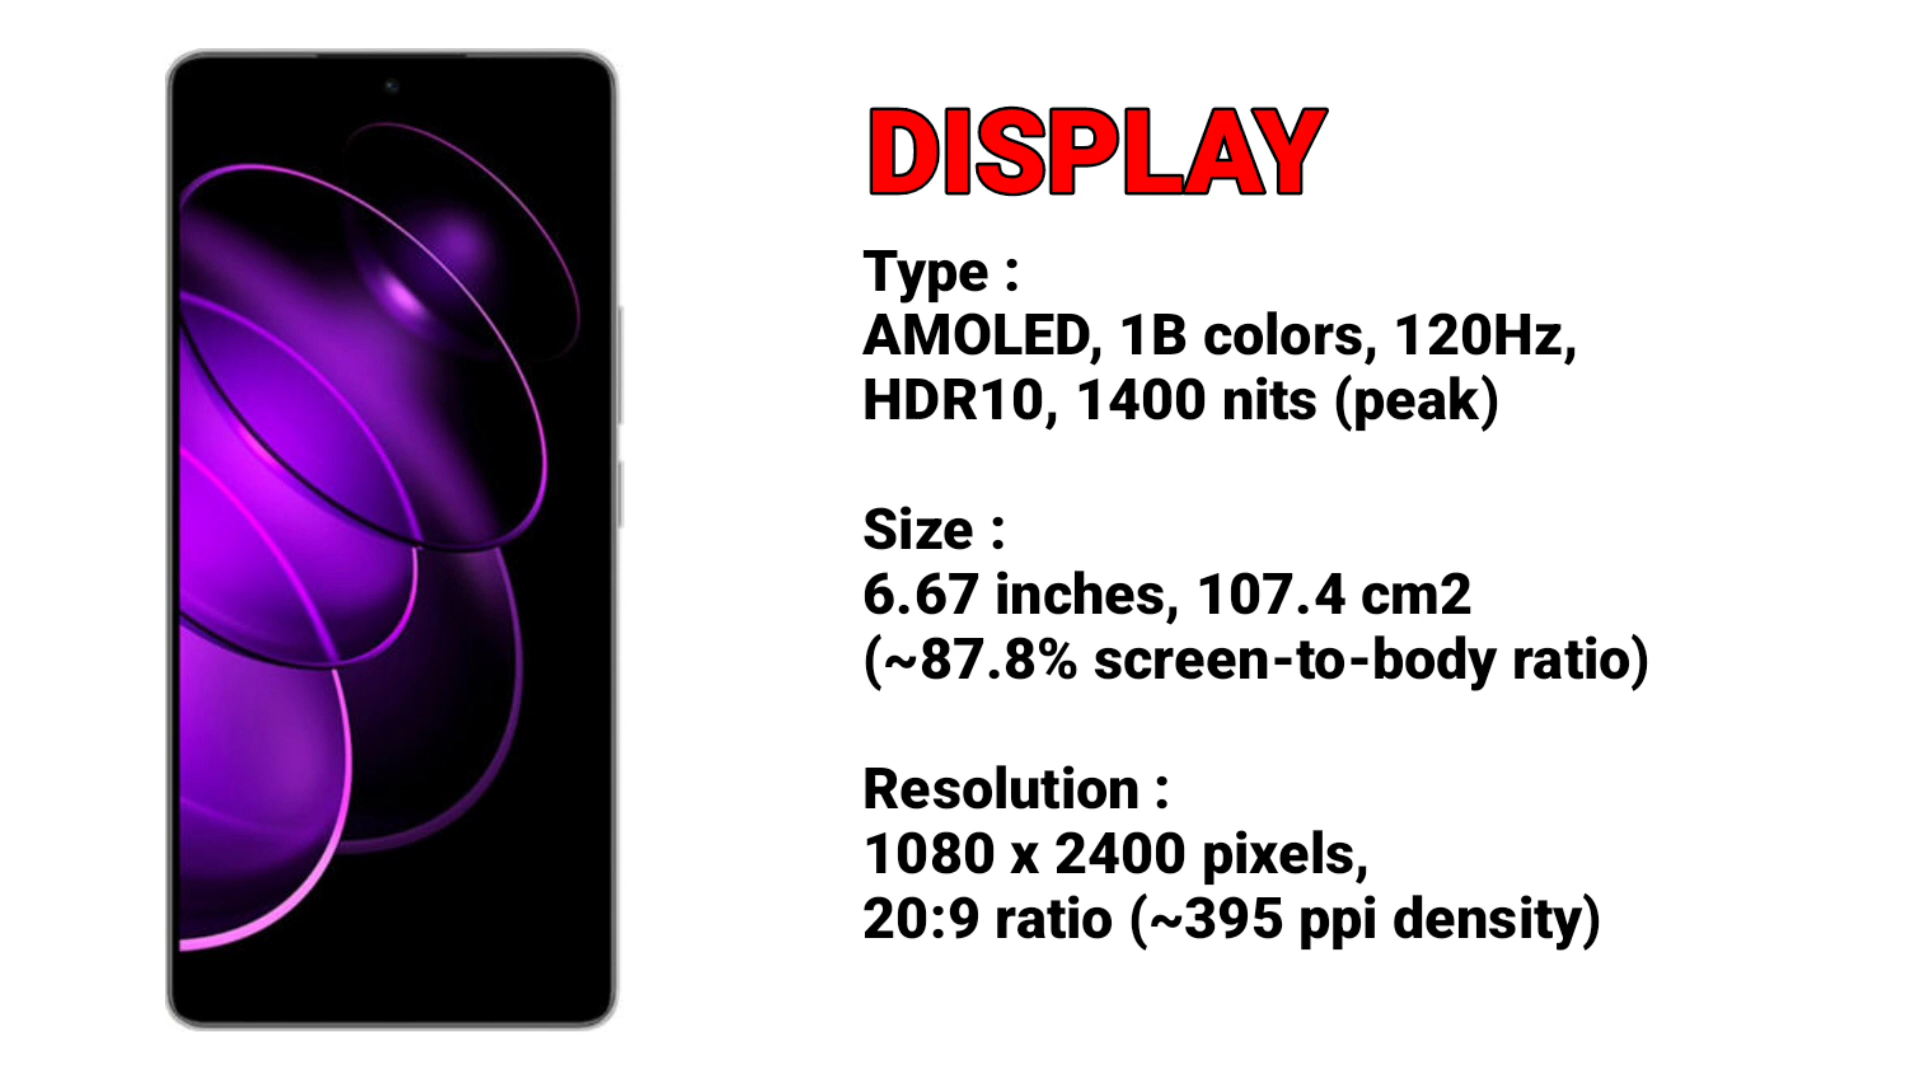 DISPLAY
Type :
AMOLED, 1B colors, 120Hz,
HDR10, 1400 nits (peak)
Size :
6.67 inches, 107.4 cm2
(~87.8% screen-to-body ratio)
Resolution :
1080 x 2400 pixels,
20:9 ratio (~395 ppi density)